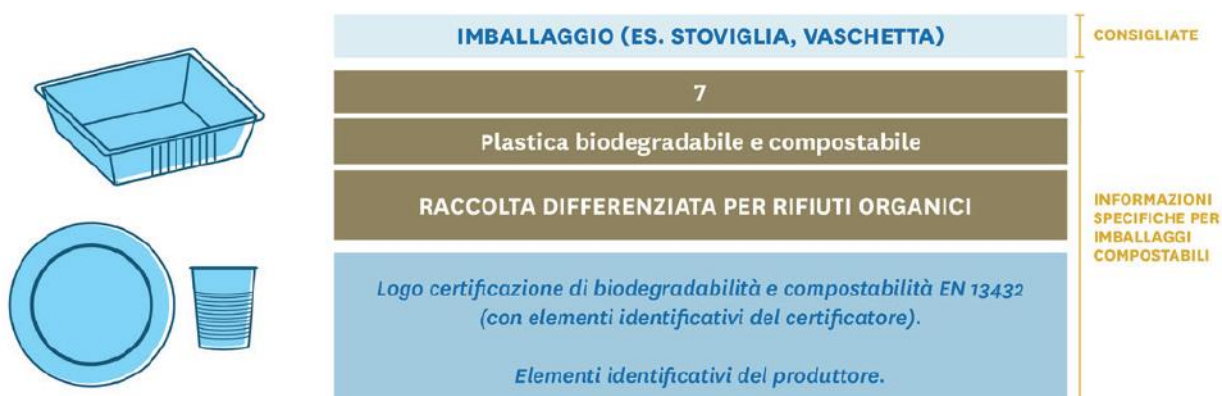 IMBALLAGGIO (ES. STOVIGLIA, VASCHETTA)
CONSIGLIATE
7
Plastica biodegradabile e compostabile
RACCOLTA DIFFERENZIATA PER RIFIUTI ORGANICI
INFORMAZIONI
SPECIFICHE PER
IMBALLAGGI
COMPOSTABILI
Logo certificazione di biodegradabilità e compostabilità EN 13432
(con elementi identificativi del certificatore).
Elementi identificativi del produttore.